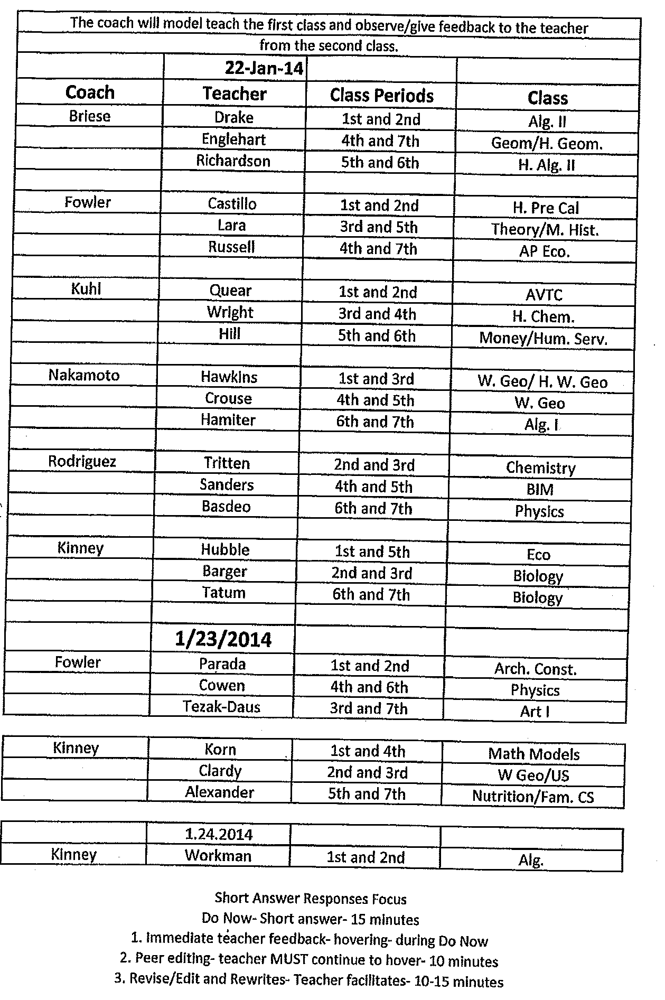 The coach will model teach the first class and observe/give feedback to the teacher
from the second class.
22-Jan-14
Coach Teacher Class Periods Class
Briese Drake 1st and 2nd Alg. II
Englehart 4th and 7th Geom/H. Geom.
Richardson 5th and 6th H. Alg. II
Fowler Castillo 1st and 2nd H. Pre Cal
Lara 3rd and 5th Theory/M. Hist.
Russell 4th and 7th AP Eco.
Kuhl Quear 1st and 2nd AVTC
Wright 3rd and 4th H. Chem.
Hill 5th and 6th Money/Hum. Serv.
Nakamoto Hawkins 1st and 3rd W. Geo/ H. W. Geo
Crouse 4th and 5th W. Geo
Hamiter 6th and 7th Alg. I
Rodriguez Tritten 2nd and 3rd Chemistry
Sanders 4th and 5th BIM
Basdeo 6th and 7th Physics
Kinney Hubble 1st and 5th Eco
Barger 2nd and 3rd Biology
Tatum 6th and 7th Biology
1/23/2014
Fowler Parada 1st and 2nd Arch. Const.
Cowen 4th and 6th Physics
Tezak-Daus 3rd and 7th Art I
Kinney Korn 1st and 4th Math Models
Clardy 2nd and 3rd W Geo/US
Alexander 5th and 7th Nutrition/Fam. CS
1.24.2014
Kinney Workman 1st and 2nd Alg.
Short Answer Responses Focus
Do Now- Short answer- 15 minutes
1. Immediate teacher feedback- hovering- during Do Now
2. Peer editing- teacher MUST continue to hover- 10 minutes
3. Revise/Edit and Rewrites- Teacher facilitates- 10-15 minutes